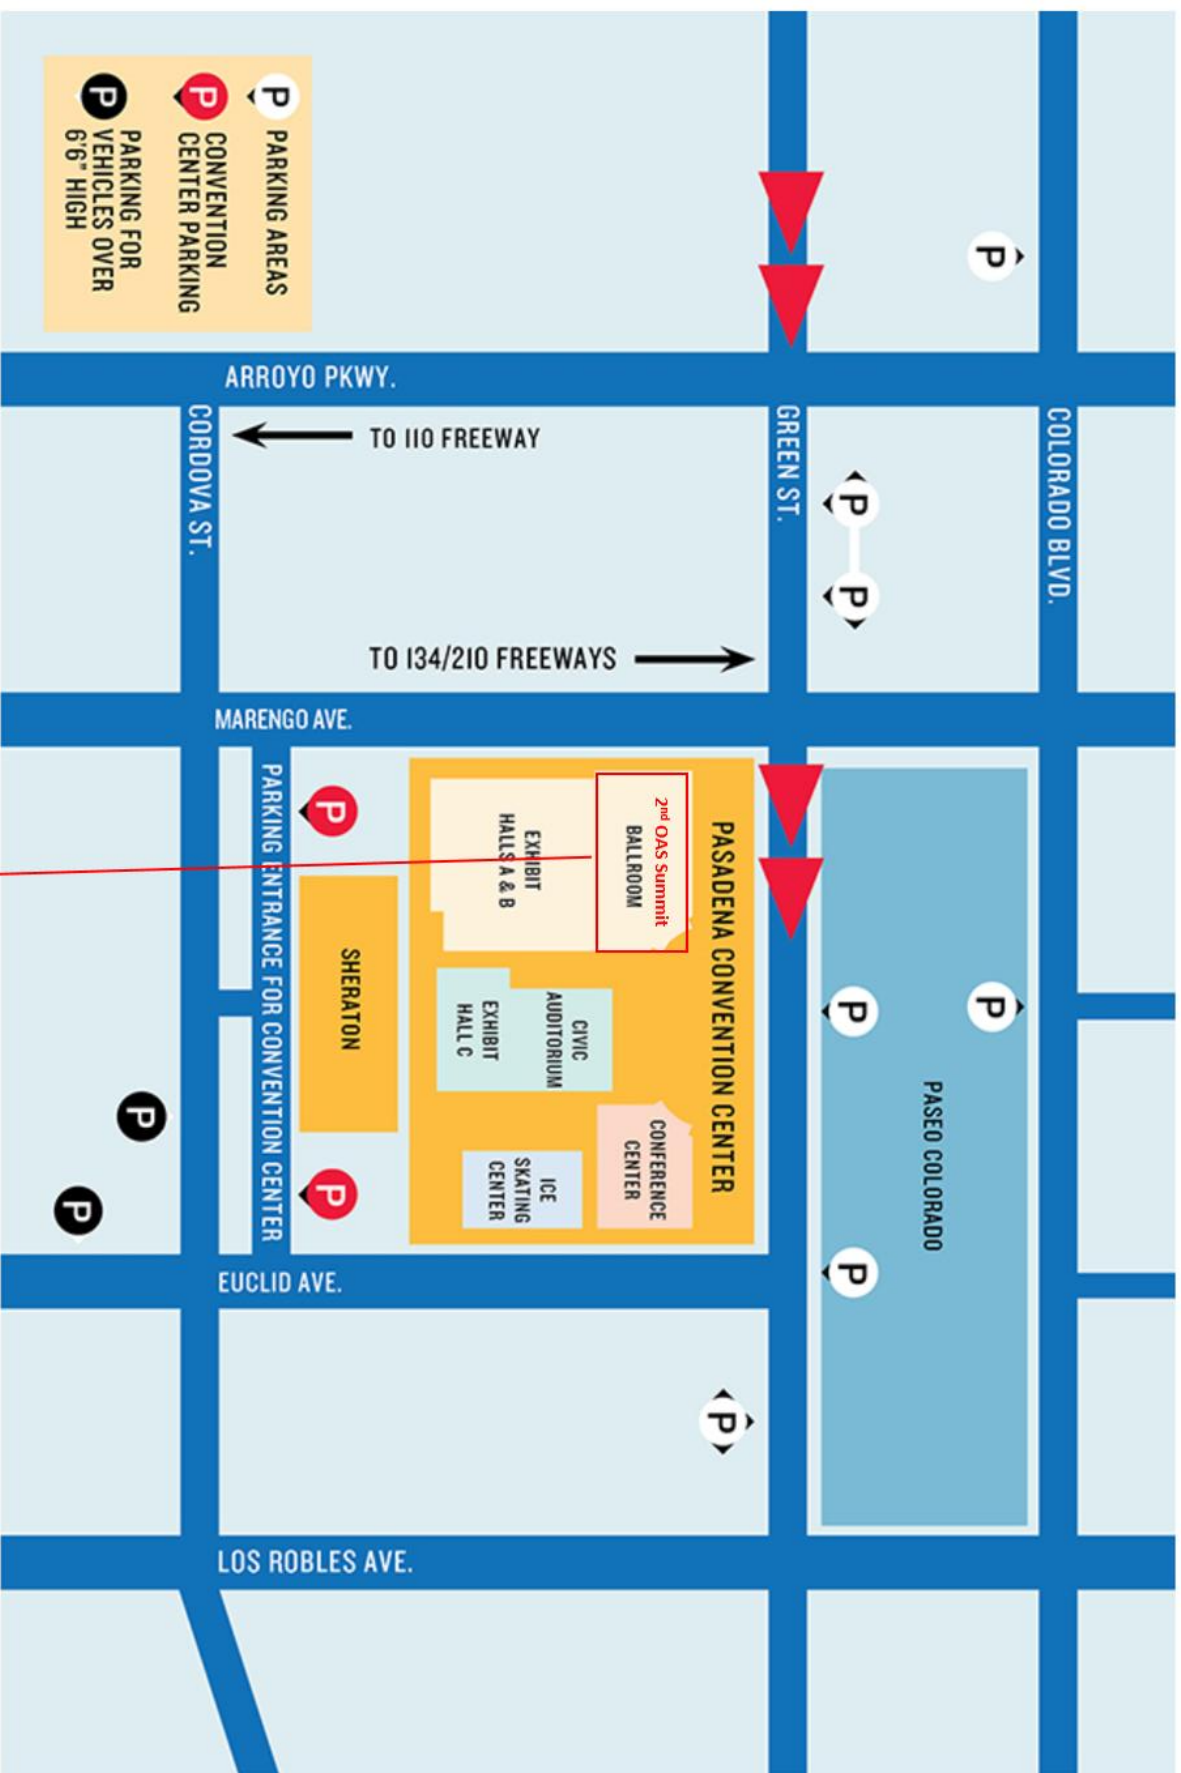 COLORADO BLVD.
GREEN ST.
CORDOVA ST.
ARROYO PKWY.
TO 110 FREEWAY
TO 134/210 FREEWAYS
MARENGO AVE.
P
P
P
P
P
P
PASEO COLORADO
PASADENA CONVENTION CENTER
2nd OAS Summit
BALLROOM
EXHIBIT
HALLS A & B
CIVIC
AUDITORIUM
EXHIBIT
HALL C
CONFERENCE
CENTER
ICE
SKATING
CENTER
SHERATON
P
P
PARKING ENTRANCE FOR CONVENTION CENTER
P
P
EUCLID AVE.
P
LOS ROBLES AVE.
P PARKING AREAS
P CONVENTION
CENTER PARKING
P PARKING FOR
VEHICLES OVER
6'6" HIGH